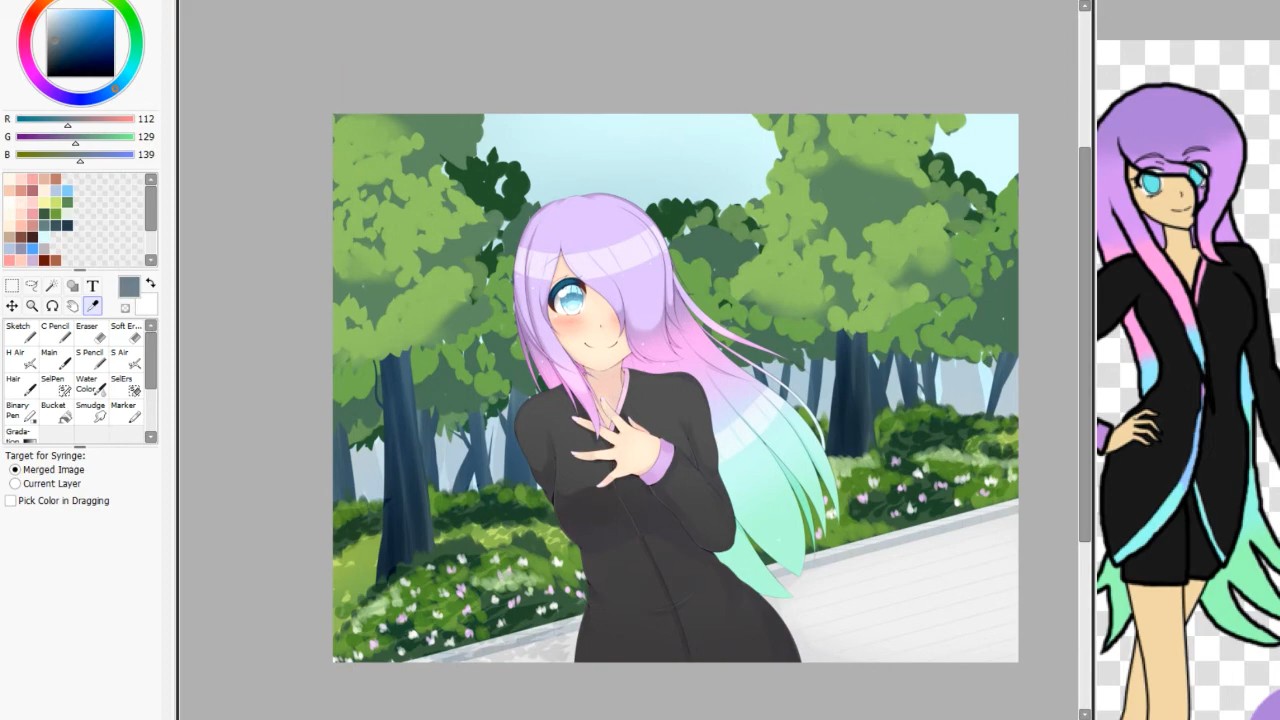 R 112
G 129
B 139
T
Sketch C Pencil Eraser Soft Er...
H Air Main S Pencil S Air
Hair SelPen Water Color SelErs
Binary Pen Bucket Smudge Marker
Grada-
tion
Target for Syringe:
Merged Image
Current Layer
Pick Color in Dragging